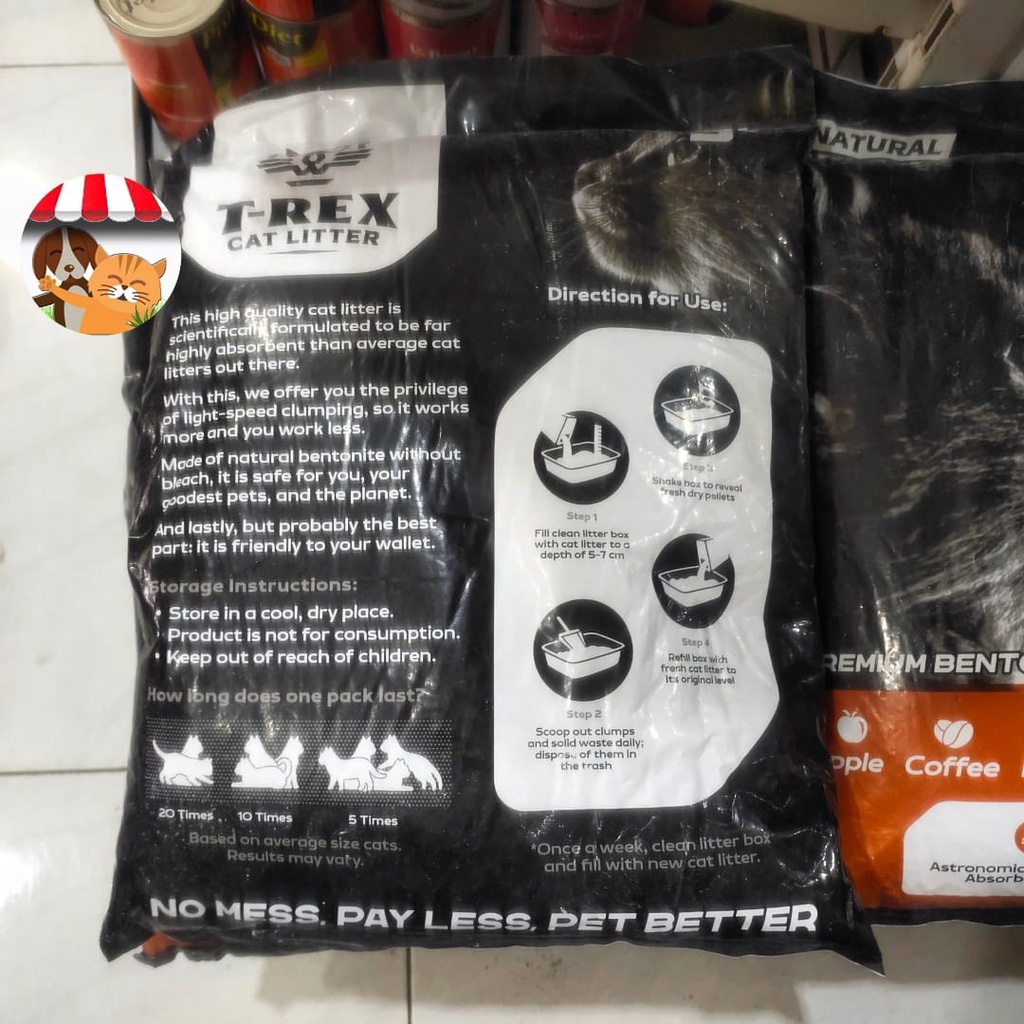 Diet
T-REX
CAT LITTER
This high quality cat litter is
scientifically formulated to be far
highly absorbent than average cat
litters out there.
With this, we offer you the privilege
of light-speed clumping, so it works
more and you work less.
Made of natural bentonite without
bleach, it is safe for you, your
goodest pets, and the planet.
And lastly, but probably the best
part: it is friendly to your wallet.
Storage Instructions:
• Store in a cool, dry place.
• Product is not for consumption.
• Keep out of reach of children.
How long does one pack last?
20 Times 10 Times 5 Times
Based on average size cats.
Results may vary.
Direction for Use:
Step 1
Fill clean litter box
with cat litter to a
depth of 5-7 cm
Step 2
Scoop out clumps
and solid waste daily;
dispose of them in
the trash
Step 3
Shake box to reveal
fresh dry pellets
Step 4
Refill box with
fresh cat litter to
its original level
*Once a week, clean litter box
and fill with new cat litter.
NO MESS. PAY LESS. PET BETTER
NATURAL
REMIUM BENTO
pple Coffee
Astronomic
Absorb